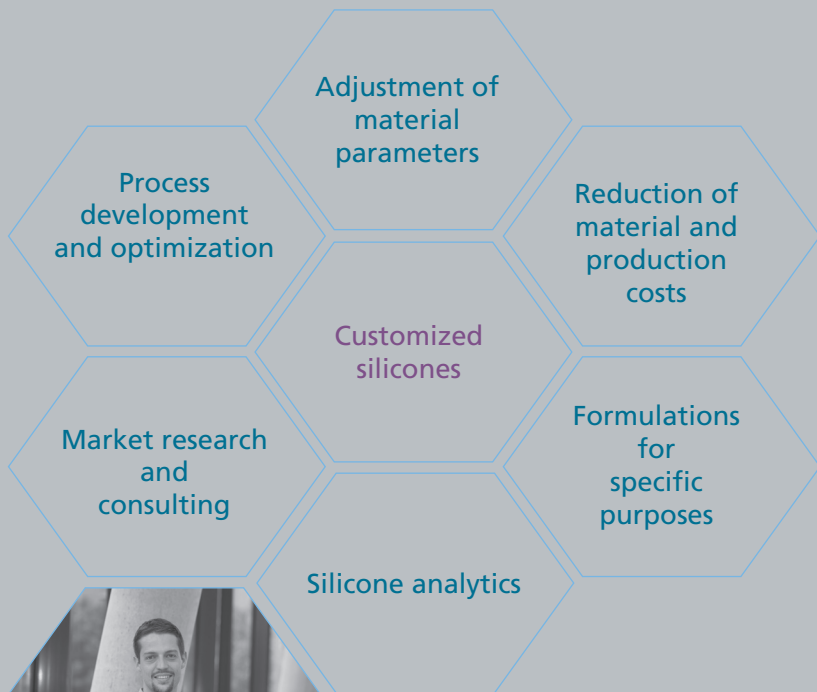 Adjustment of
material
parameters
Process
development
and optimization
Reduction of
material and
production
costs
Customized
silicones
Market research
and
consulting
Formulations
for
specific
purposes
Silicone analytics